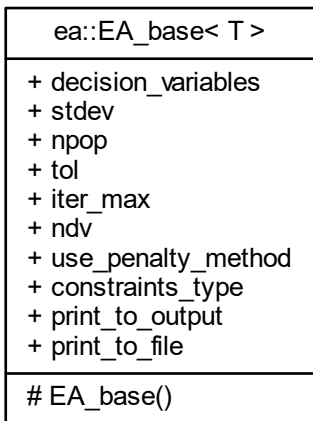 ea::EA_base< T >
+ decision_variables
+ stdev
+ npop
+ tol
+ iter_max
+ ndv
+ use_penalty_method
+ constraints_type
+ print_to_output
+ print_to_file
# EA_base()